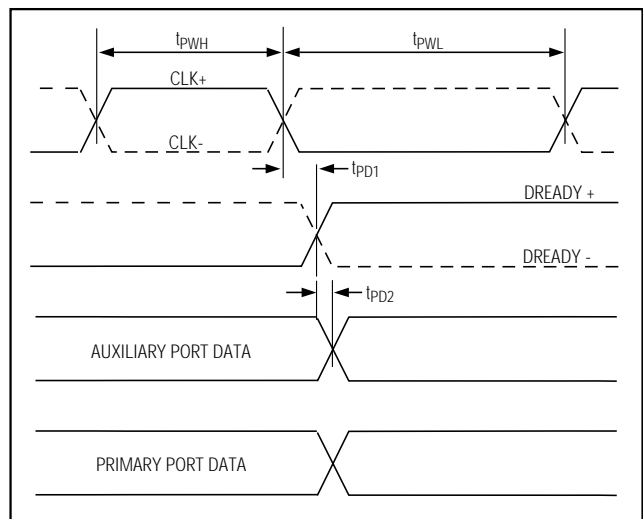 tPWH tPWL
CLK+
CLK-
tPD1
DREADY +
DREADY -
tPD2
AUXILIARY PORT DATA
PRIMARY PORT DATA